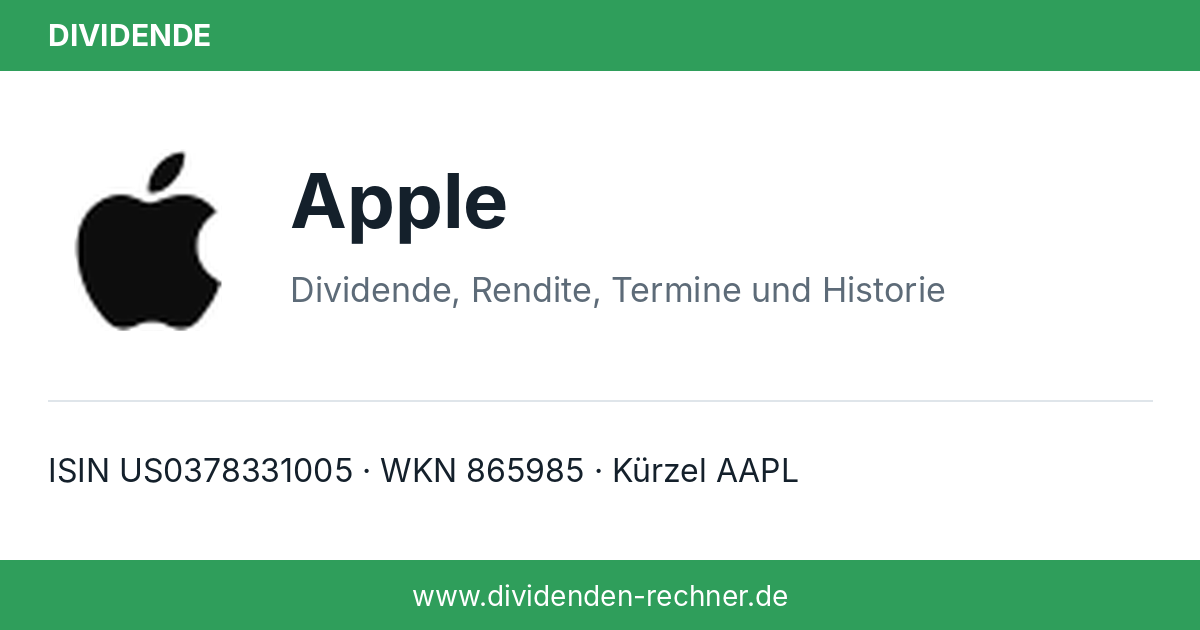 DIVIDENDE
Apple
Dividende, Rendite, Termine und Historie
ISIN US0378331005 · WKN 865985 · Kürzel AAPL
www.dividenden-rechner.de